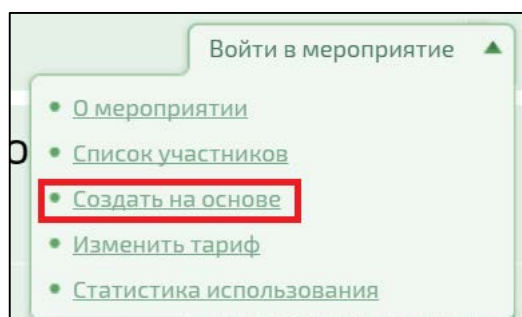 Войти в мероприятие
О мероприятии
Список участников
Создать на основе
Изменить тариф
Статистика использования